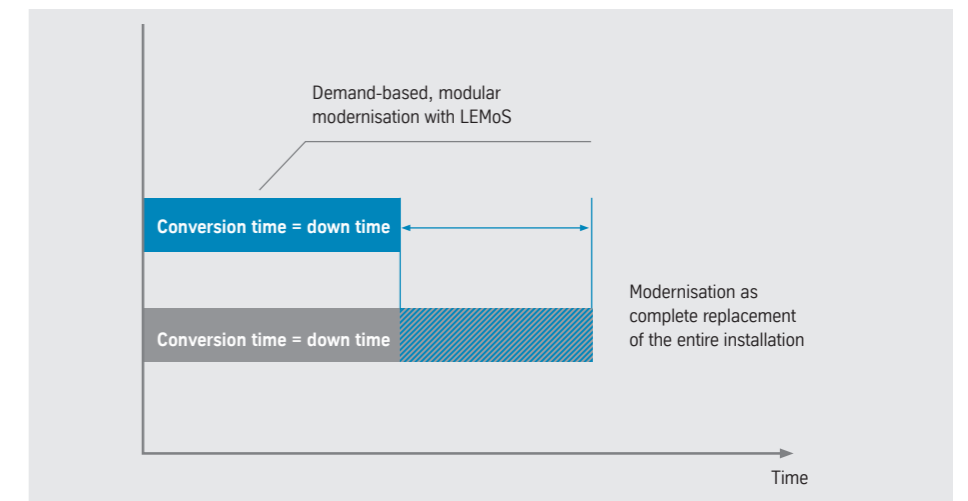 Demand-based, modular
modernisation with LEMoS
Conversion time = down time
Modernisation as
complete replacement
of the entire installation
Conversion time = down time
Time